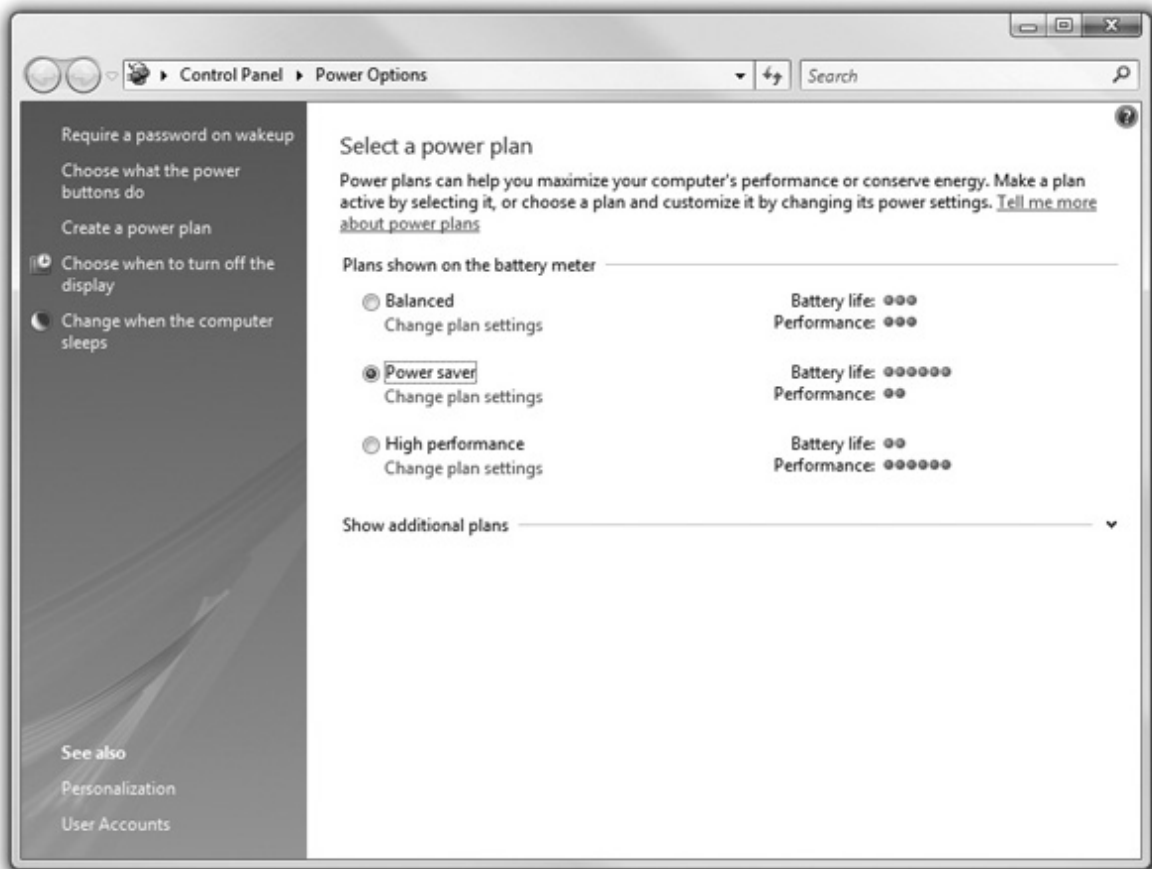 Control Panel ▸ Power Options
Search
Require a password on wakeup
Choose what the power
buttons do
Create a power plan
Choose when to turn off the
display
Change when the computer
sleeps
See also
Personalization
User Accounts
Select a power plan
Power plans can help you maximize your computer's performance or conserve energy. Make a plan
active by selecting it, or choose a plan and customize it by changing its power settings. Tell me more
about power plans
Plans shown on the battery meter
Balanced Battery life:
Change plan settings Performance:
Power saver Battery life:
Change plan settings Performance:
High performance Battery life:
Change plan settings Performance:
Show additional plans